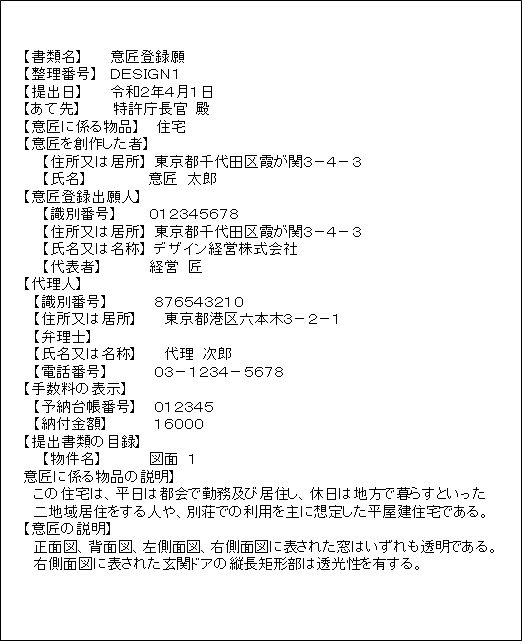 【書類名】　　意匠登録願
【整理番号】　ＤＥＳＩＧＮ１
【提出日】　　令和２年４月１日
【あて先】　　特許庁長官　殿
【意匠に係る物品】　住宅
【意匠を創作した者】
【住所又は居所】　東京都千代田区霞が関３－４－３
【氏名】　　　　意匠　太郎
【意匠登録出願人】
【識別番号】　　０１２３４５６７８
【住所又は居所】　東京都千代田区霞が関３－４－３
【氏名又は名称】　デザイン経営株式会社
【代表者】　　　経営　匠
【代理人】
【識別番号】　　　８７６５４３２１０
【住所又は居所】　　東京都港区六本木３－２－１
【弁理士】
【氏名又は名称】　　代理　次郎
【電話番号】　　　０３－１２３４－５６７８
【手数料の表示】
【予納台帳番号】　０１２３４５
【納付金額】　　　１６０００
【提出書類の目録】
【物件名】　　　図面　１
意匠に係る物品の説明】
この住宅は、平日は都会で勤務及び居住し、休日は地方で暮らすといった
二地域居住をする人や、別荘での利用を主に想定した平屋建住宅である。
【意匠の説明】
正面図、背面図、左側面図、右側面図に表された窓はいずれも透明である。
右側面図に表された玄関ドアの縦長矩形部は透光性を有する。